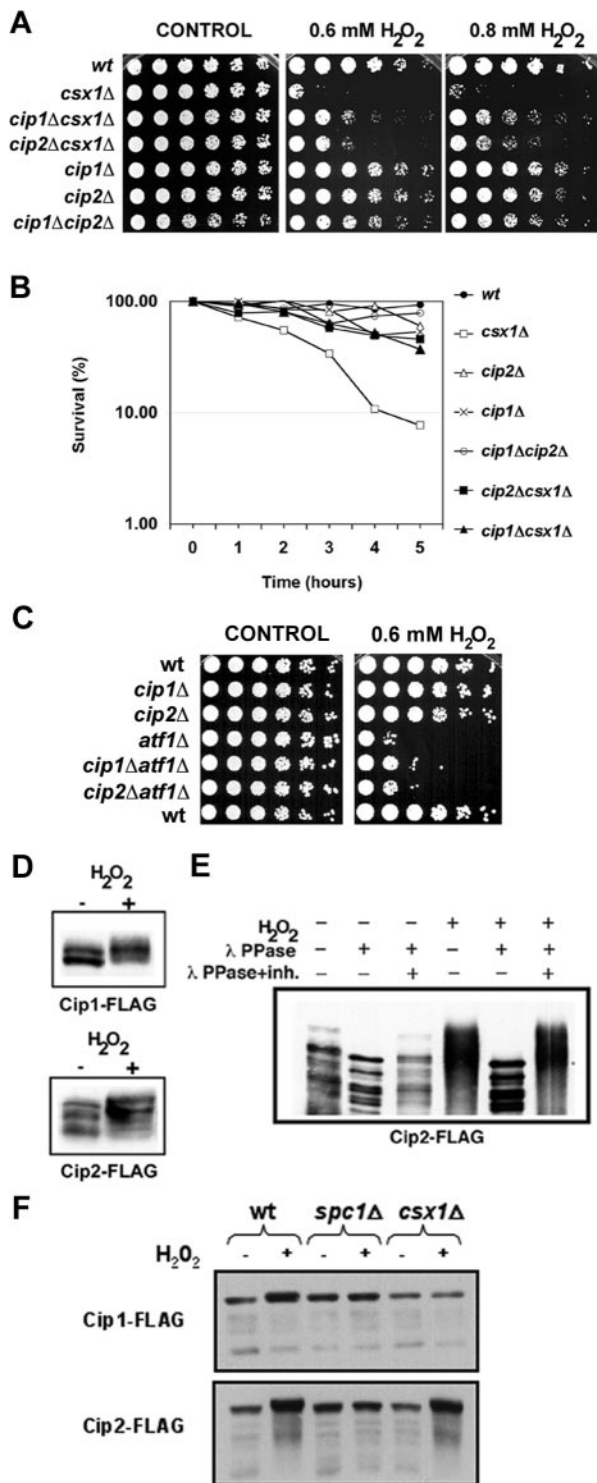 A
CONTROL 0.6 mM H2O2 0.8 mM H2O2
wt
csx1Δ
cip1Δcsx1Δ
cip2Δcsx1Δ
cip1Δ
cip2Δ
cip1Δcip2Δ
B
100.00
10.00
1.00
Survival (%)
0 1 2 3 4 5
Time (hours)
wt
csx1Δ
cip2Δ
cip1Δ
cip1Δcip2Δ
cip2Δcsx1Δ
cip1Δcsx1Δ
C
CONTROL 0.6 mM H2O2
wt
cip1Δ
cip2Δ
atf1Δ
cip1Δatf1Δ
cip2Δatf1Δ
wt
D
H2O2
- +
Cip1-FLAG
H2O2
- +
Cip2-FLAG
E
H2O2 – – – + + +
λ PPase – + + – + +
λ PPase+inh. – – + – – +
Cip2-FLAG
F
wt spc1Δ csx1Δ
H2O2 - + - + - +
Cip1-FLAG
Cip2-FLAG